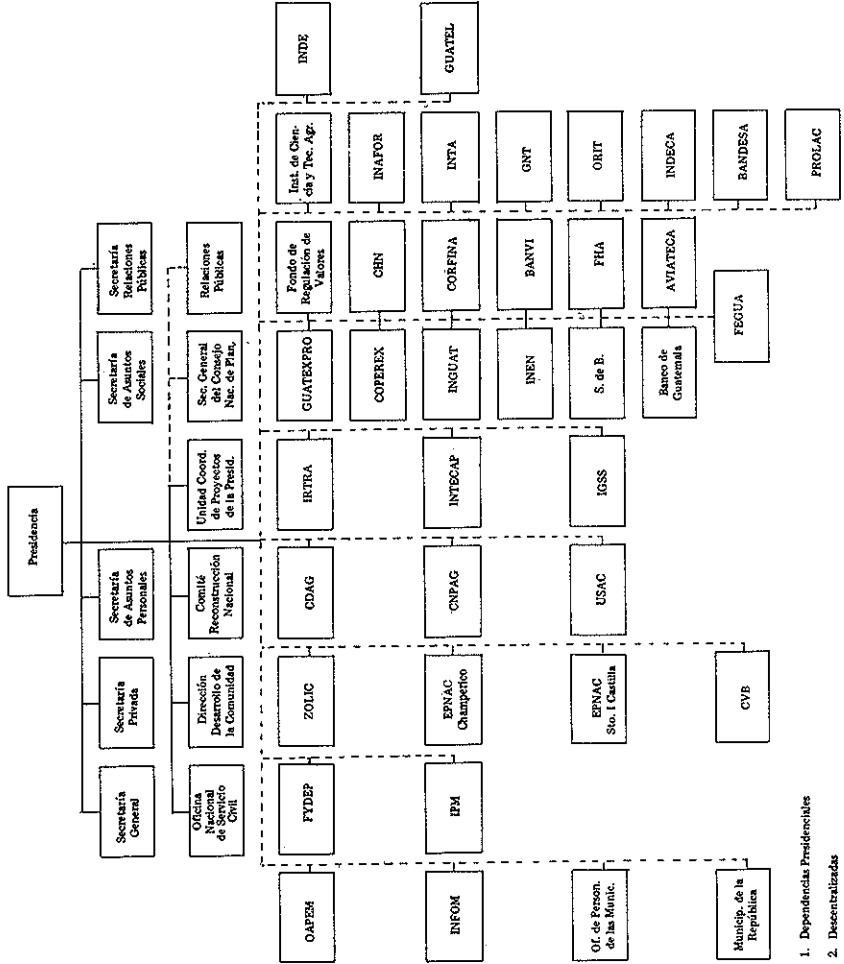 Presidencia
Secretaría
General
Secretaría
Privada
Secretaría
de Asuntos
Personales
Secretaría
de Asuntos
Sociales
Secretaría
Relaciones
Públicas
Oficina
Nacional
de Servicio
Civil
Dirección
Desarrollo de
la Comunidad
Comité
Reconstrucción
Nacional
Unidad Coord.
de Proyectos
de la Presid.
Sec. General
del Consejo
Nac. de Plan.
Relaciones
Públicas
OAPEM
FYDEP
ZOLIC
CDAG
IRTRA
GUATEXPRO
Fondo de
Regulación de
Valores
Inst. de Cien-
cia y Tec. Agr.
INDE
COPEREX
CHN
INAFOR
INFOM
IPM
EPNAC
Champerico
CNPAG
INTECAP
INGUAT
CORFINA
INTA
GUATEL
INEN
BANVI
GNT
Of. de Person.
de las Munic.
EPNAC
Sto. I Castilla
USAC
IGSS
S. de B.
FHA
ORIT
Banco de
Guatemala
AVIATECA
INDECA
Municip. de la
República
CVB
FEGUA
BANDESA
PROLAC
1. Dependencias Presidenciales
2. Descentralizadas